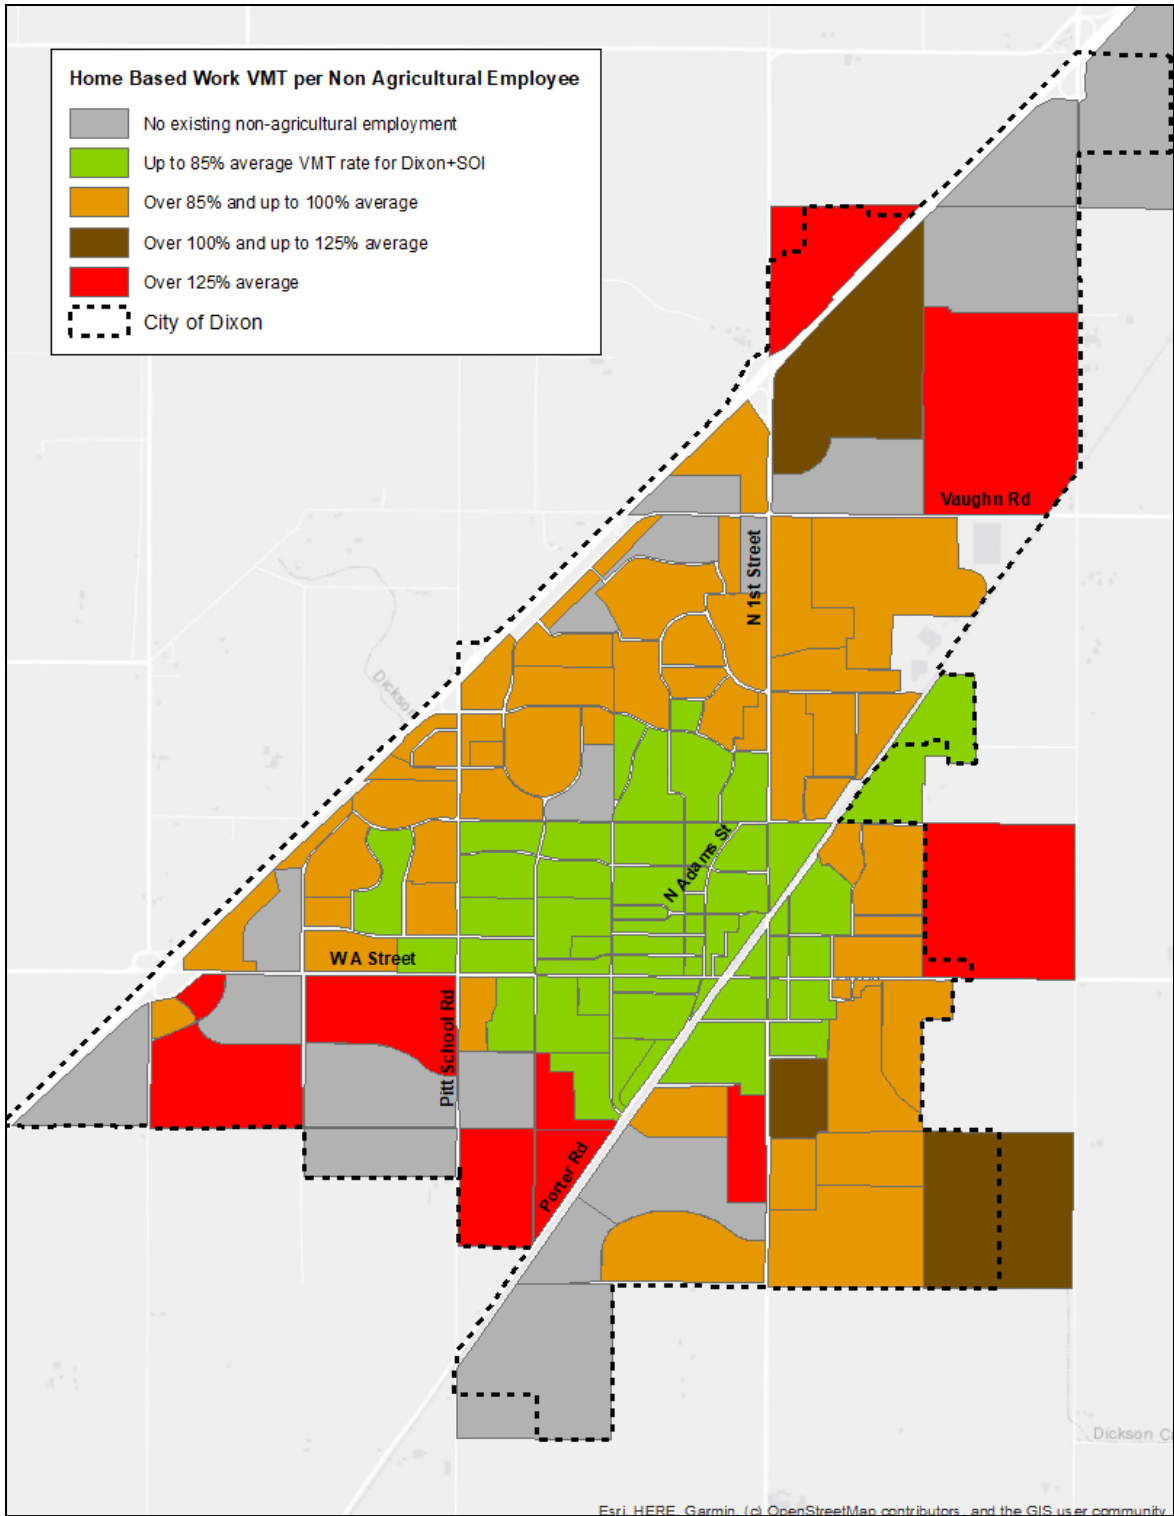 Home Based Work VMT per Non Agricultural Employee
No existing non-agricultural employment
Up to 85% average VMT rate for Dixon+SOI
Over 85% and up to 100% average
Over 100% and up to 125% average
Over 125% average
City of Dixon
Vaughn Rd
N 1st Street
Dickson
N Adams St
W A Street
Pitt School Rd
Porter Rd
Dickson C
Esri, HERE, Garmin, (c) OpenStreetMap contributors, and the GIS user community